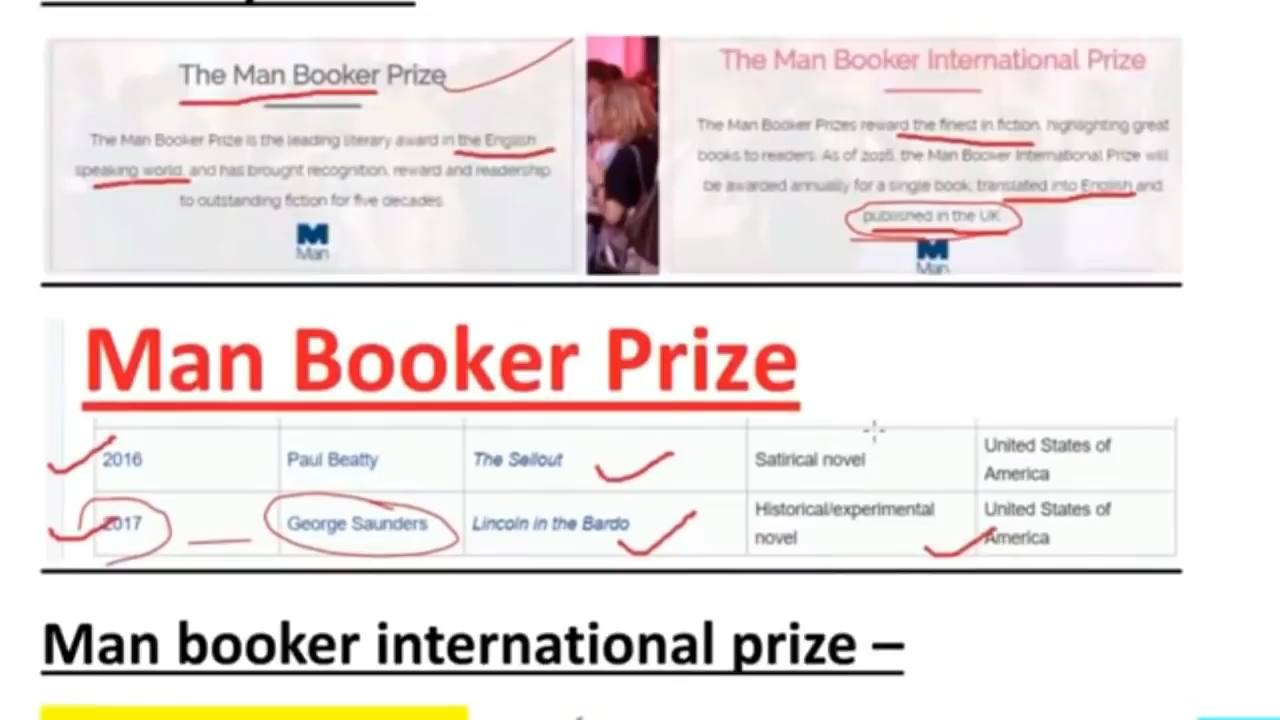 The Man Booker Prize
The Man Booker Prize is the leading literary award in the English
speaking world, and has brought recognition, reward and readership
to outstanding fiction for five decades.
M
Man
The Man Booker International Prize
The Man Booker Prizes reward the finest in fiction, highlighting great
books to readers. As of 2016, the Man Booker International Prize will
be awarded annually for a single book, translated into English and
published in the UK.
M
Man
Man Booker Prize
2016 Paul Beatty The Sellout Satirical novel United States of
America
2017 George Saunders Lincoln in the Bardo Historical/experimental United States of
novel America
Man booker international prize –